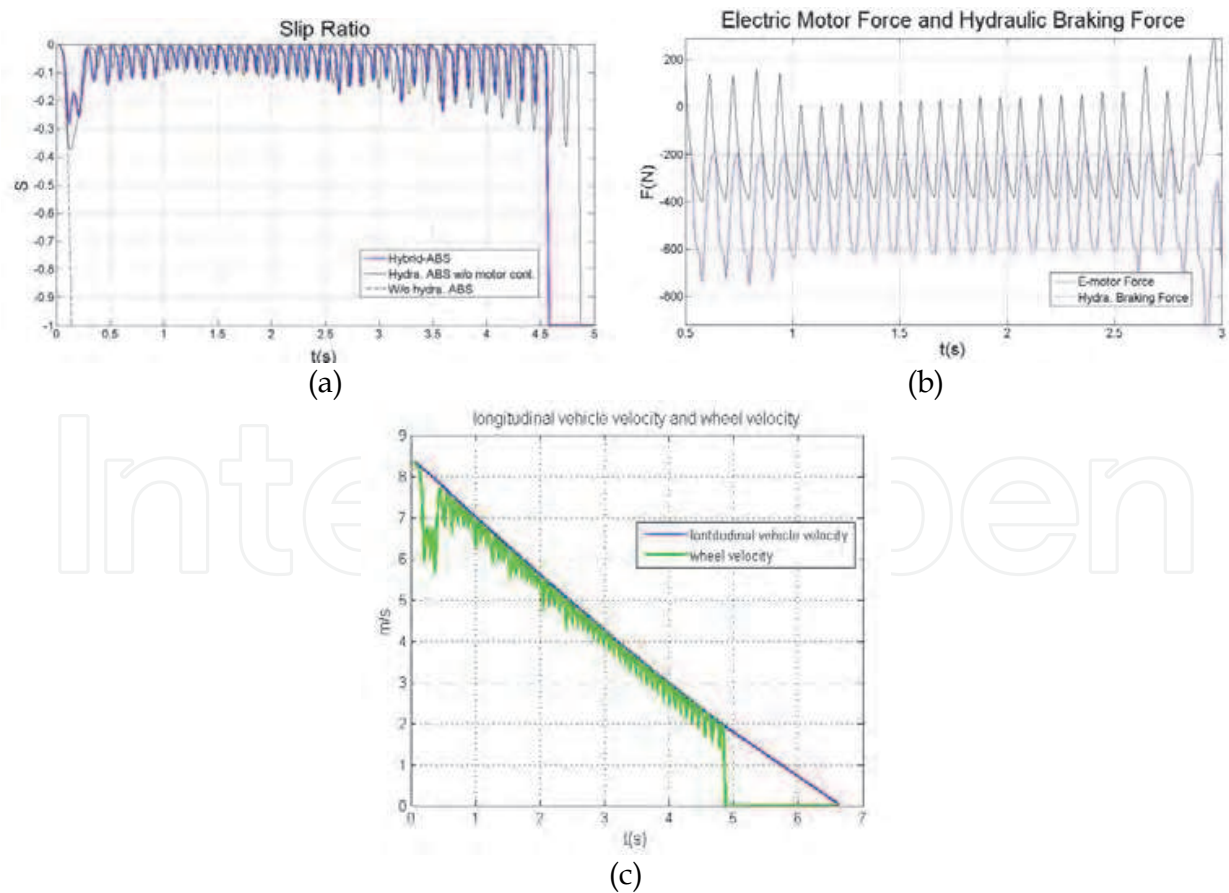 Slip Ratio
0
-0.1
-0.2
-0.3
-0.4
-0.5
-0.6
-0.7
-0.8
-0.9
-1
S
0 0.5 1 1.5 2 2.5 3 3.5 4 4.5 5
t(s)
Hybrid-ABS
Hydra. ABS w/o motor cont.
W/o hydra. ABS
(a)
Electric Motor Force and Hydraulic Braking Force
200
0
-200
-400
-600
-800
F(N)
0.5 1 1.5 2 2.5 3
t(s)
E-motor Force
Hydra. Braking Force
(b)
longitudinal vehicle velocity and wheel velocity
9
8
7
6
5
4
3
2
1
0
m/s
0 1 2 3 4 5 6 7
t(s)
lontitudinal vehicle velocity
wheel velocity
(c)